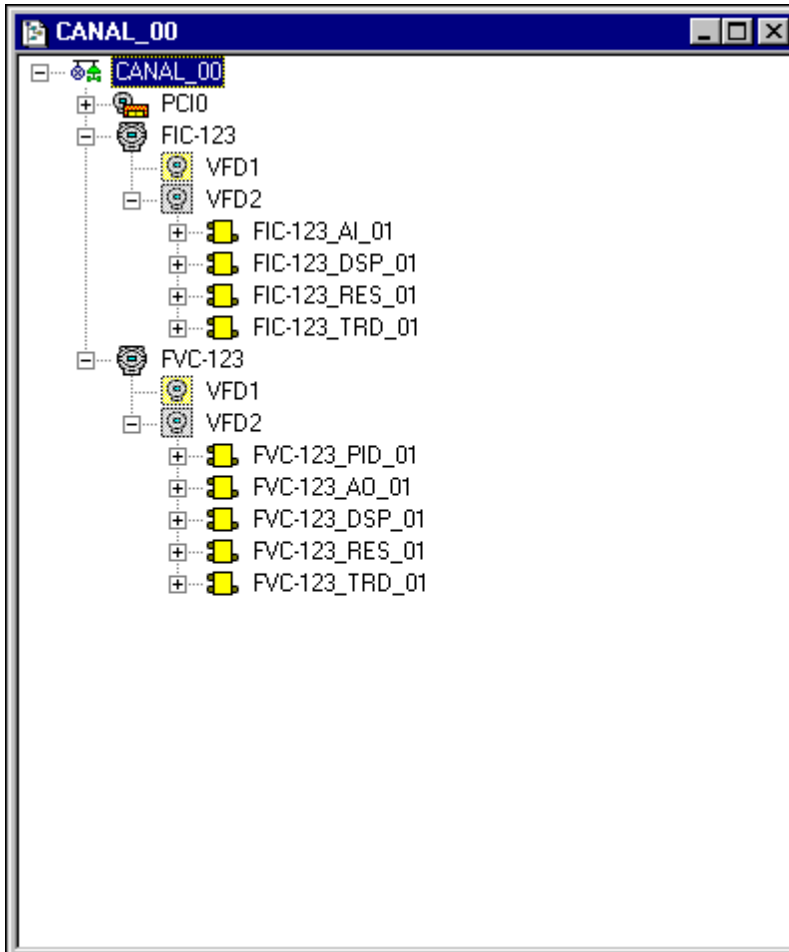 CANAL_00
CANAL_00
PCI0
FIC-123
VFD1
VFD2
FIC-123_AI_01
FIC-123_DSP_01
FIC-123_RES_01
FIC-123_TRD_01
FVC-123
VFD1
VFD2
FVC-123_PID_01
FVC-123_AO_01
FVC-123_DSP_01
FVC-123_RES_01
FVC-123_TRD_01